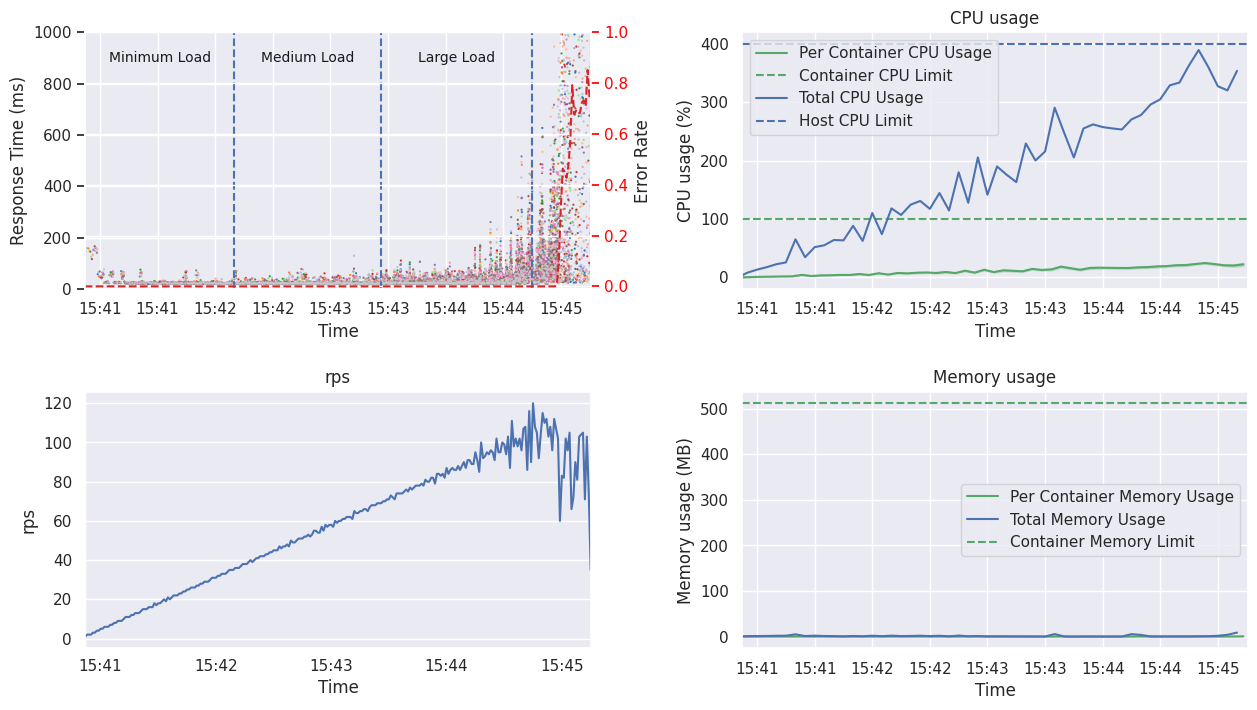 1000
800
600
400
200
0
Response Time (ms)
Minimum Load
Medium Load
Large Load
1.0
0.8
0.6
0.4
0.2
0.0
Error Rate
15:41 15:41 15:42 15:42 15:42 15:43 15:43 15:44 15:45
Time
CPU usage
400
300
200
100
0
CPU usage (%)
Per Container CPU Usage
Container CPU Limit
Total CPU Usage
Host CPU Limit
15:41 15:41 15:42 15:42 15:43 15:43 15:44 15:44 15:45
Time
rps
120
100
80
60
40
20
0
rps
15:41 15:42 15:43 15:44 15:45
Time
Memory usage
500
400
300
200
100
0
Memory usage (MB)
Per Container Memory Usage
Total Memory Usage
Container Memory Limit
15:41 15:41 15:42 15:42 15:43 15:43 15:44 15:44 15:45
Time